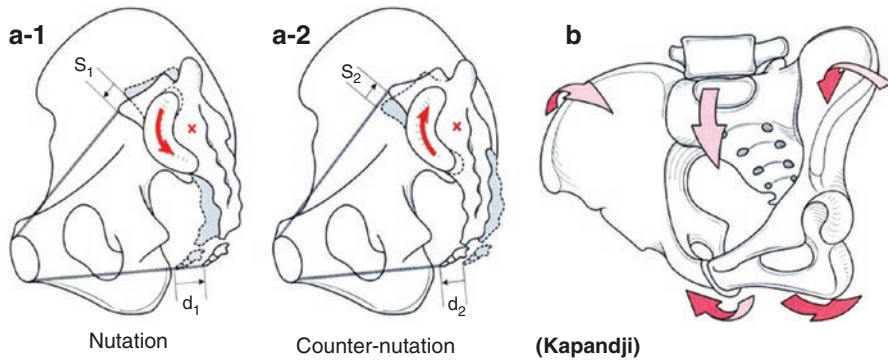 a-1
a-2
b
S₁
S₂
x
x
d₁
d₂
Nutation
Counter-nutation
(Kapandji)